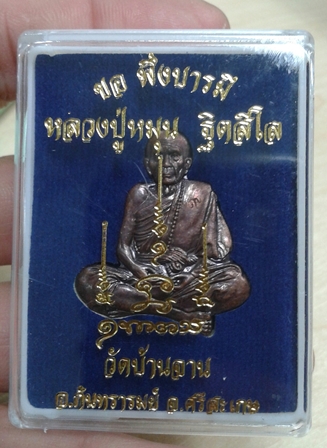 ขอ พึ่งบารมี
หลวงปู่หมุน ฐิตสีโล
วัดบ้านจาน
อ.กันทรารมย์ จ.ศรีสะเกษ